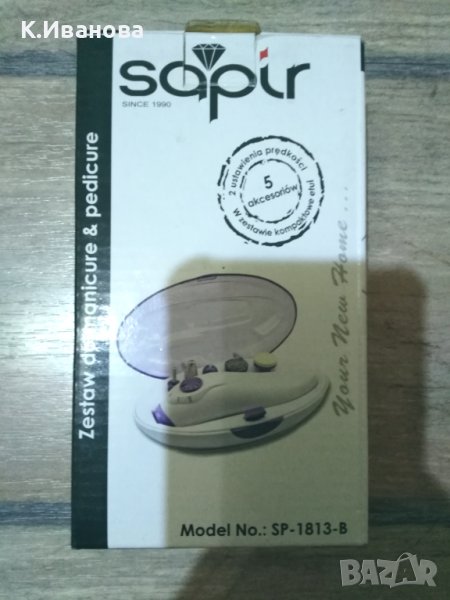 К.Иванова
sapir
SINCE 1990
2 ustawienia prędkości
5
akcesoriów
W zestawie kompaktowe etui
Zestaw do manicure & pedicure
Your New Home...
Model No.: SP-1813-B
BAZAR